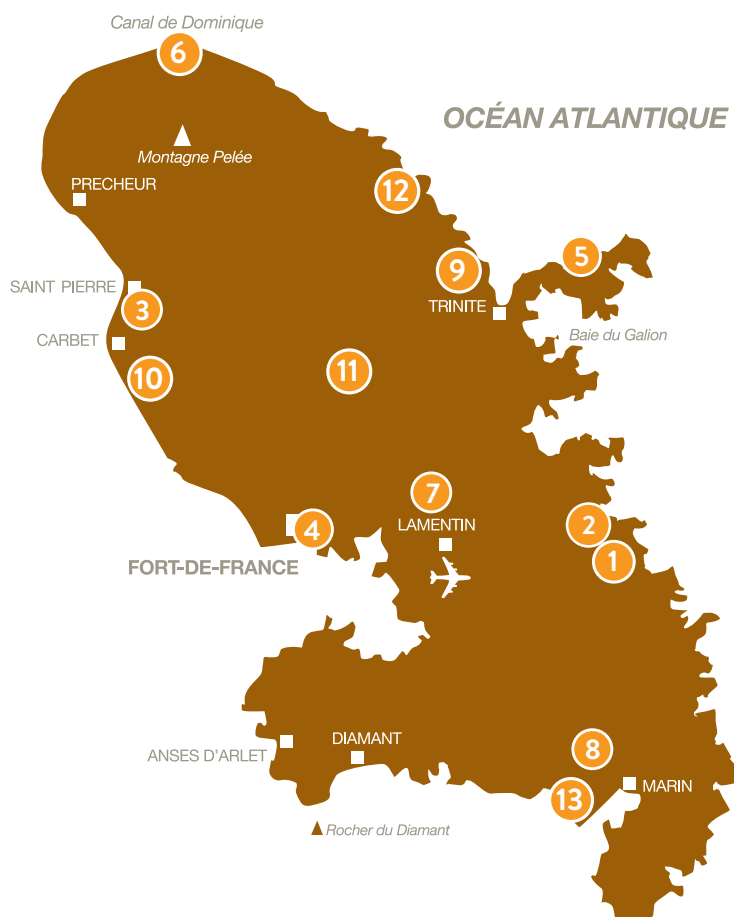 Canal de Dominique
6
OCÉAN ATLANTIQUE
Montagne Pelée
PRECHEUR
12
5
9
SAINT PIERRE
3
TRINITE
CARBET
Baie du Galion
10
11
7
2
4
LAMENTIN
1
FORT-DE-FRANCE
8
DIAMANT
ANSES D'ARLET
MARIN
13
Rocher du Diamant